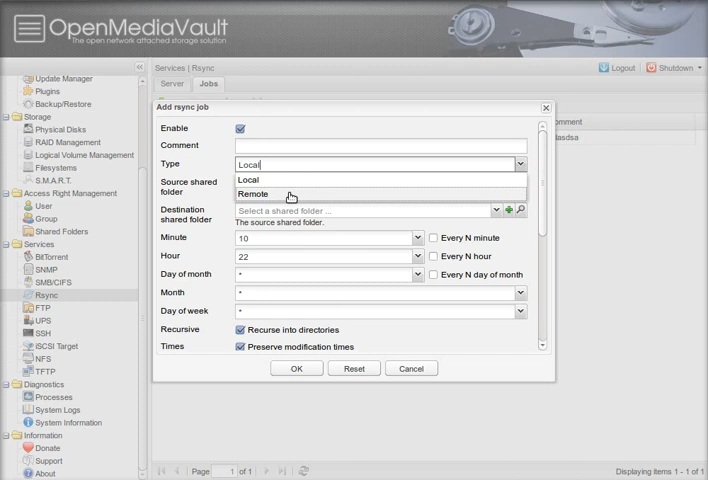 OpenMediaVault
The open network attached storage solution
Services | Rsync
Logout
Shutdown
Update Manager
Plugins
Backup/Restore
Storage
Physical Disks
RAID Management
Logical Volume Management
Filesystems
S.M.A.R.T.
Access Right Management
User
Group
Shared Folders
Services
BitTorrent
SNMP
SMB/CIFS
Rsync
FTP
UPS
SSH
iSCSI Target
NFS
TFTP
Diagnostics
Processes
System Logs
System Information
Information
Donate
Support
About
Server
Jobs
omment
asdsa
Add rsync job
Enable
Comment
Type
Local
Local
Remote
Source shared
folder
Destination
shared folder
Select a shared folder ...
The source shared folder.
Minute
10
Every N minute
Hour
22
Every N hour
Day of month
*
Every N day of month
Month
*
Day of week
*
Recursive
Recurse into directories
Times
Preserve modification times
OK
Reset
Cancel
Page
1
of 1
Displaying items 1 - 1 of 1